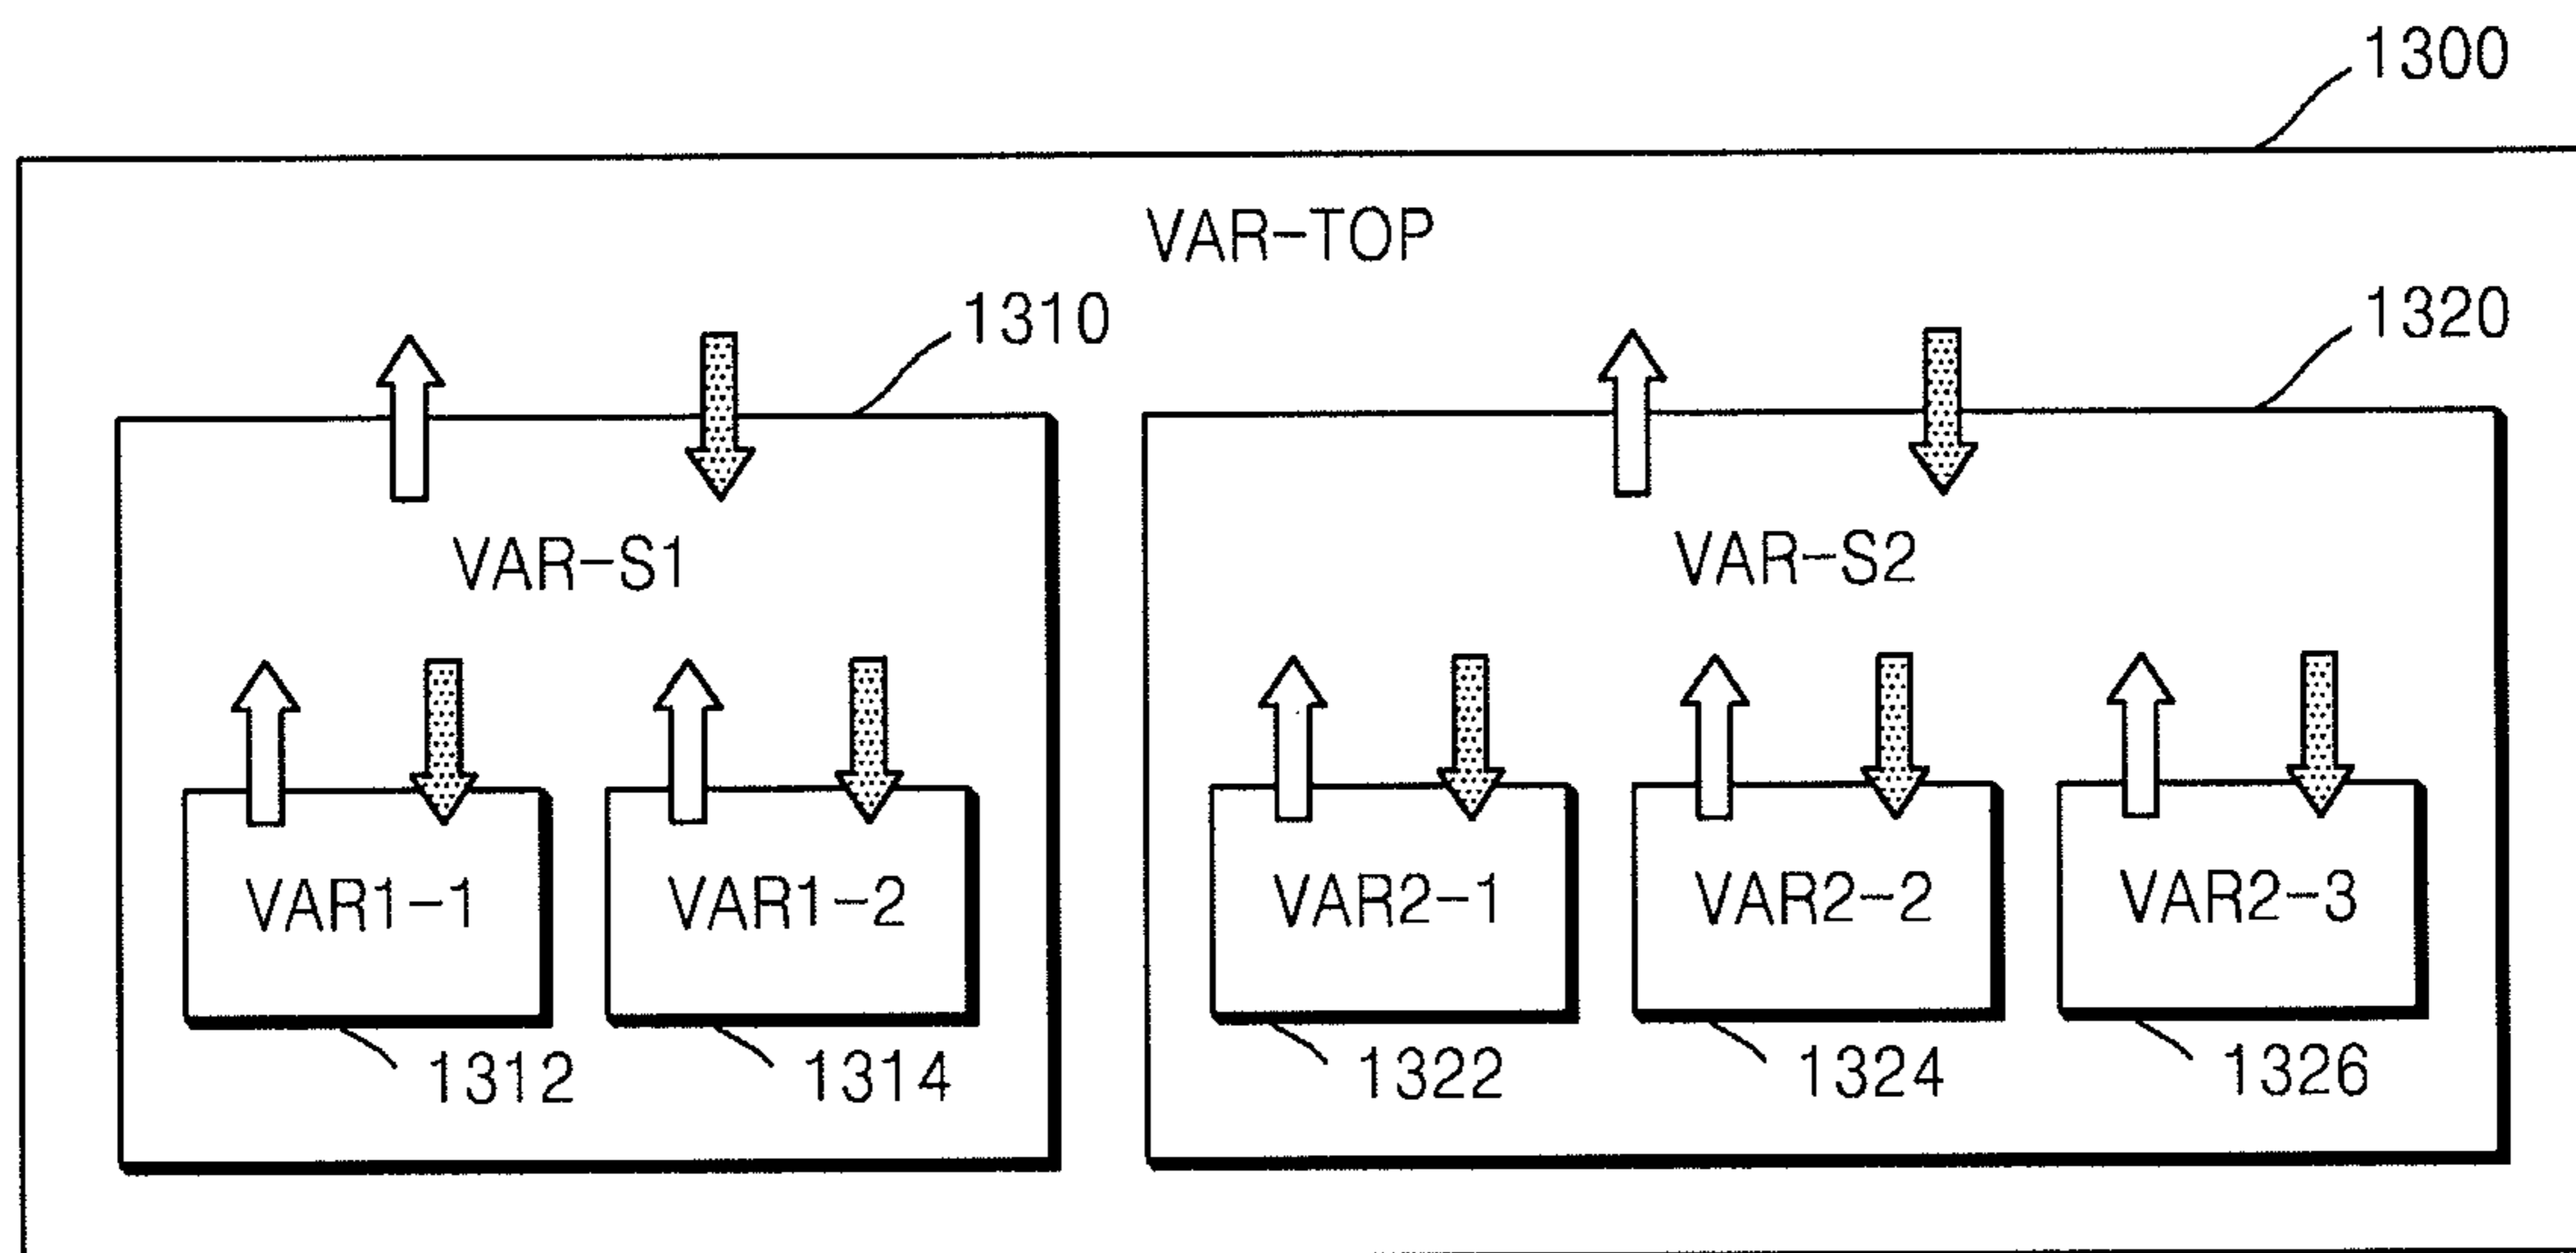 1300
VAR-TOP
1310
1320
VAR-S1
VAR-S2
VAR1-1
VAR1-2
VAR2-1
VAR2-2
VAR2-3
1312
1314
1322
1324
1326